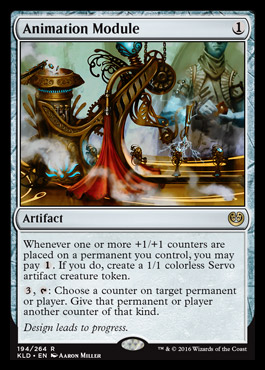 Animation Module 1
Artifact
Whenever one or more +1/+1 counters are
placed on a permanent you control, you may
pay 1. If you do, create a 1/1 colorless Servo
artifact creature token.
3, T: Choose a counter on target permanent
or player. Give that permanent or player
another counter of that kind.
Design leads to progress.
194/264 R
KLD • EN AARON MILLER
™ & © 2016 Wizards of the Coast